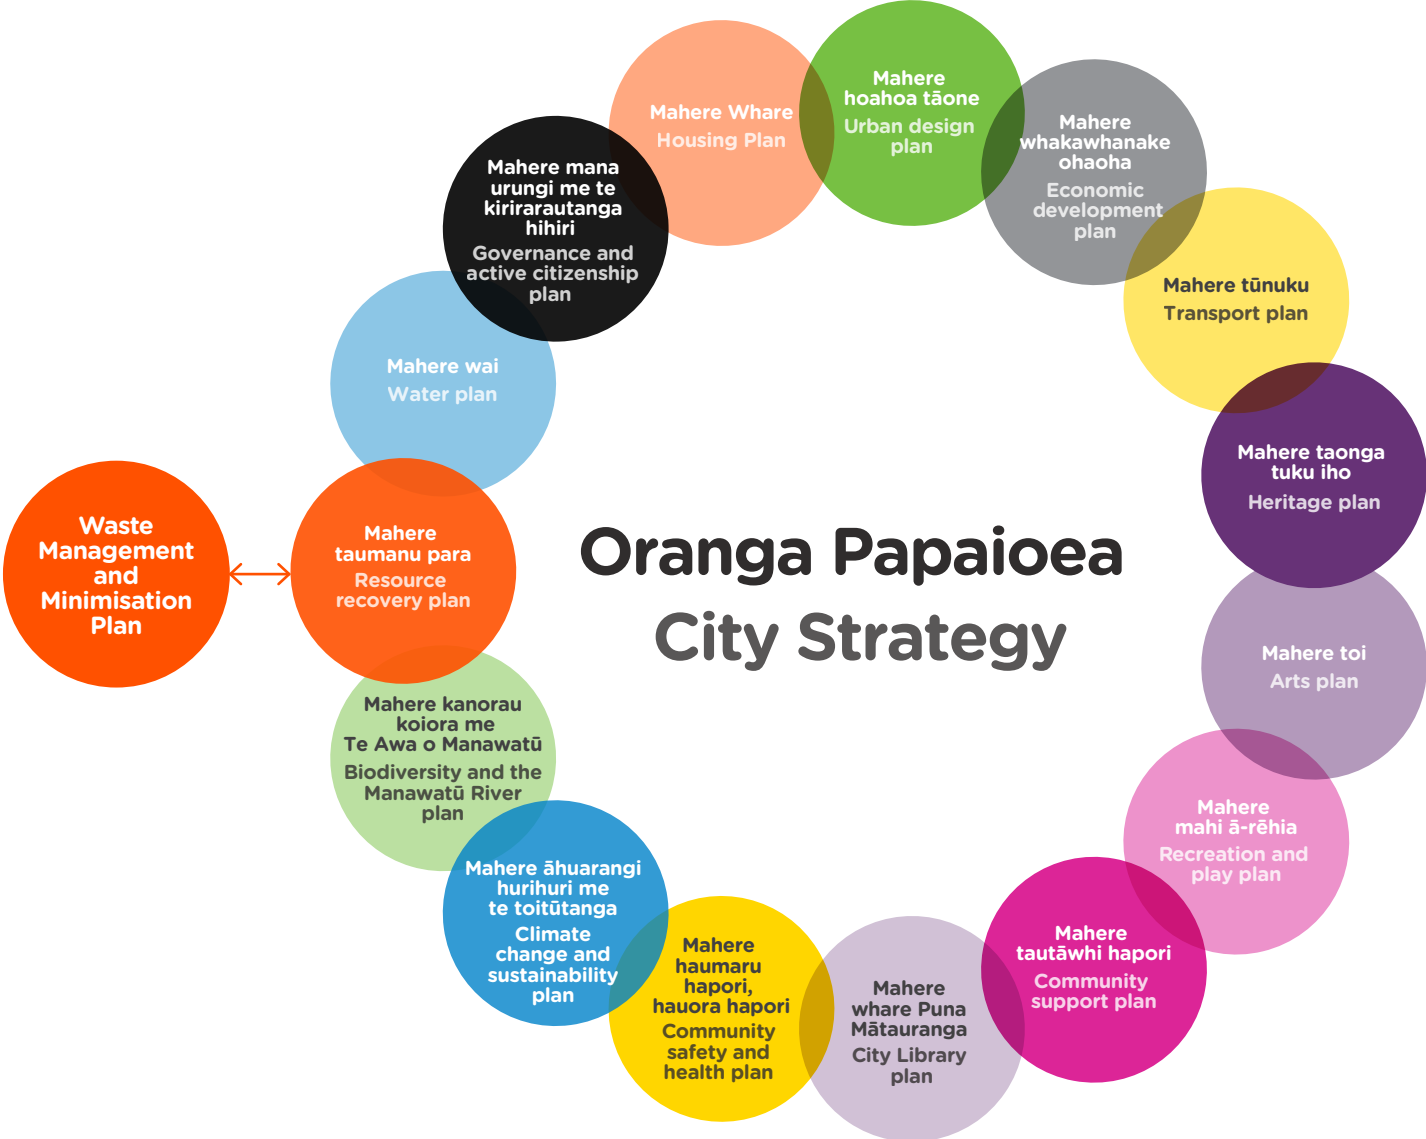 Mahere
hoahoa tāone
Urban design
plan
Mahere Whare
Housing Plan
Mahere
whakawhanake
ohaoha
Economic
development
plan
Mahere mana
urungi me te
kirirarautanga
hihiri
Governance and
active citizenship
plan
Mahere tūnuku
Transport plan
Mahere wai
Water plan
Mahere taonga
tuku iho
Heritage plan
Waste
Management
and
Minimisation
Plan
Mahere
taumanu para
Resource
recovery plan
Oranga Papaioea
City Strategy
Mahere toi
Arts plan
Mahere kanorau
koiora me
Te Awa o Manawatū
Biodiversity and the
Manawatū River
plan
Mahere
mahi ā-rēhia
Recreation and
play plan
Mahere āhuarangi
hurihuri me
te toitūtanga
Climate
change and
sustainability
plan
Mahere
haumaru
hapori,
hauora hapori
Community
safety and
health plan
Mahere
whare Puna
Mātauranga
City Library
plan
Mahere
tautāwhi hapori
Community
support plan